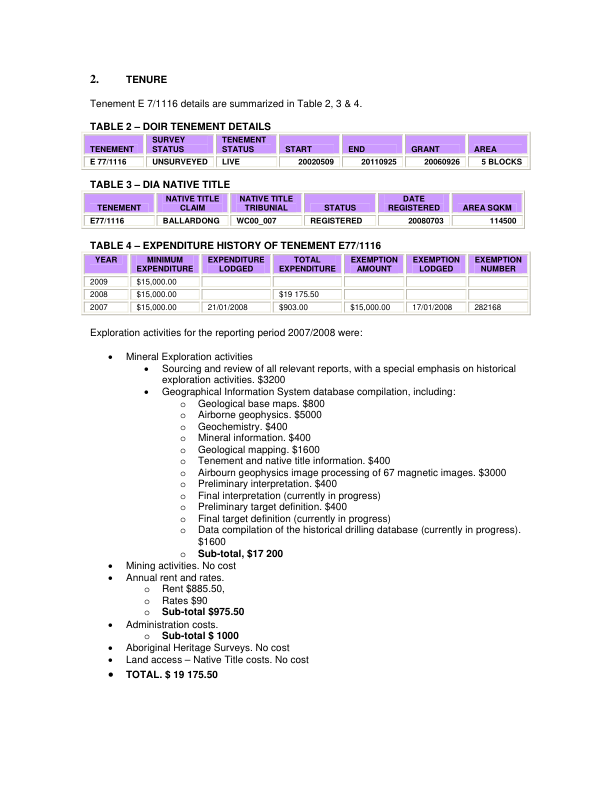 2. TENURE
Tenement E 7/1116 details are summarized in Table 2, 3 & 4.
TABLE 2 – DOIR TENEMENT DETAILS
TENEMENT SURVEY STATUS TENEMENT STATUS START END GRANT AREA
E 77/1116 UNSURVEYED LIVE 20020509 20110925 20060926 5 BLOCKS
TABLE 3 – DIA NATIVE TITLE
TENEMENT NATIVE TITLE CLAIM NATIVE TITLE TRIBUNIAL STATUS DATE REGISTERED AREA SQKM
E77/1116 BALLARDONG WC00_007 REGISTERED 20080703 114500
TABLE 4 – EXPENDITURE HISTORY OF TENEMENT E77/1116
YEAR MINIMUM EXPENDITURE EXPENDITURE LODGED TOTAL EXPENDITURE EXEMPTION AMOUNT EXEMPTION LODGED EXEMPTION NUMBER
2009 $15,000.00
2008 $15,000.00 $19 175.50
2007 $15,000.00 21/01/2008 $903.00 $15,000.00 17/01/2008 282168
Exploration activities for the reporting period 2007/2008 were:
• Mineral Exploration activities
• Sourcing and review of all relevant reports, with a special emphasis on historical
exploration activities. $3200
• Geographical Information System database compilation, including:
o Geological base maps. $800
o Airborne geophysics. $5000
o Geochemistry. $400
o Mineral information. $400
o Geological mapping. $1600
o Tenement and native title information. $400
o Airbourn geophysics image processing of 67 magnetic images. $3000
o Preliminary interpretation. $400
o Final interpretation (currently in progress)
o Preliminary target definition. $400
o Final target definition (currently in progress)
o Data compilation of the historical drilling database (currently in progress).
$1600
o Sub-total, $17 200
• Mining activities. No cost
• Annual rent and rates.
o Rent $885.50,
o Rates $90
o Sub-total $975.50
• Administration costs.
o Sub-total $ 1000
• Aboriginal Heritage Surveys. No cost
• Land access – Native Title costs. No cost
• TOTAL. $ 19 175.50